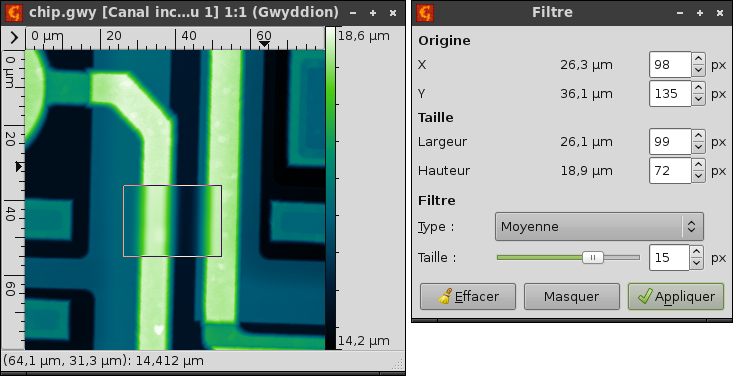 chip.gwy [Canal inc...u 1] 1:1 (Gwyddion)
0 µm 20 40 60
18,6 µm
0 µm
20
40
60
14,2 µm
(64,1 µm, 31,3 µm): 14,412 µm
Filtre
Origine
X 26,3 µm 98 px
Y 36,1 µm 135 px
Taille
Largeur 26,1 µm 99 px
Hauteur 18,9 µm 72 px
Filtre
Type : Moyenne
Taille : 15 px
Effacer Masquer Appliquer